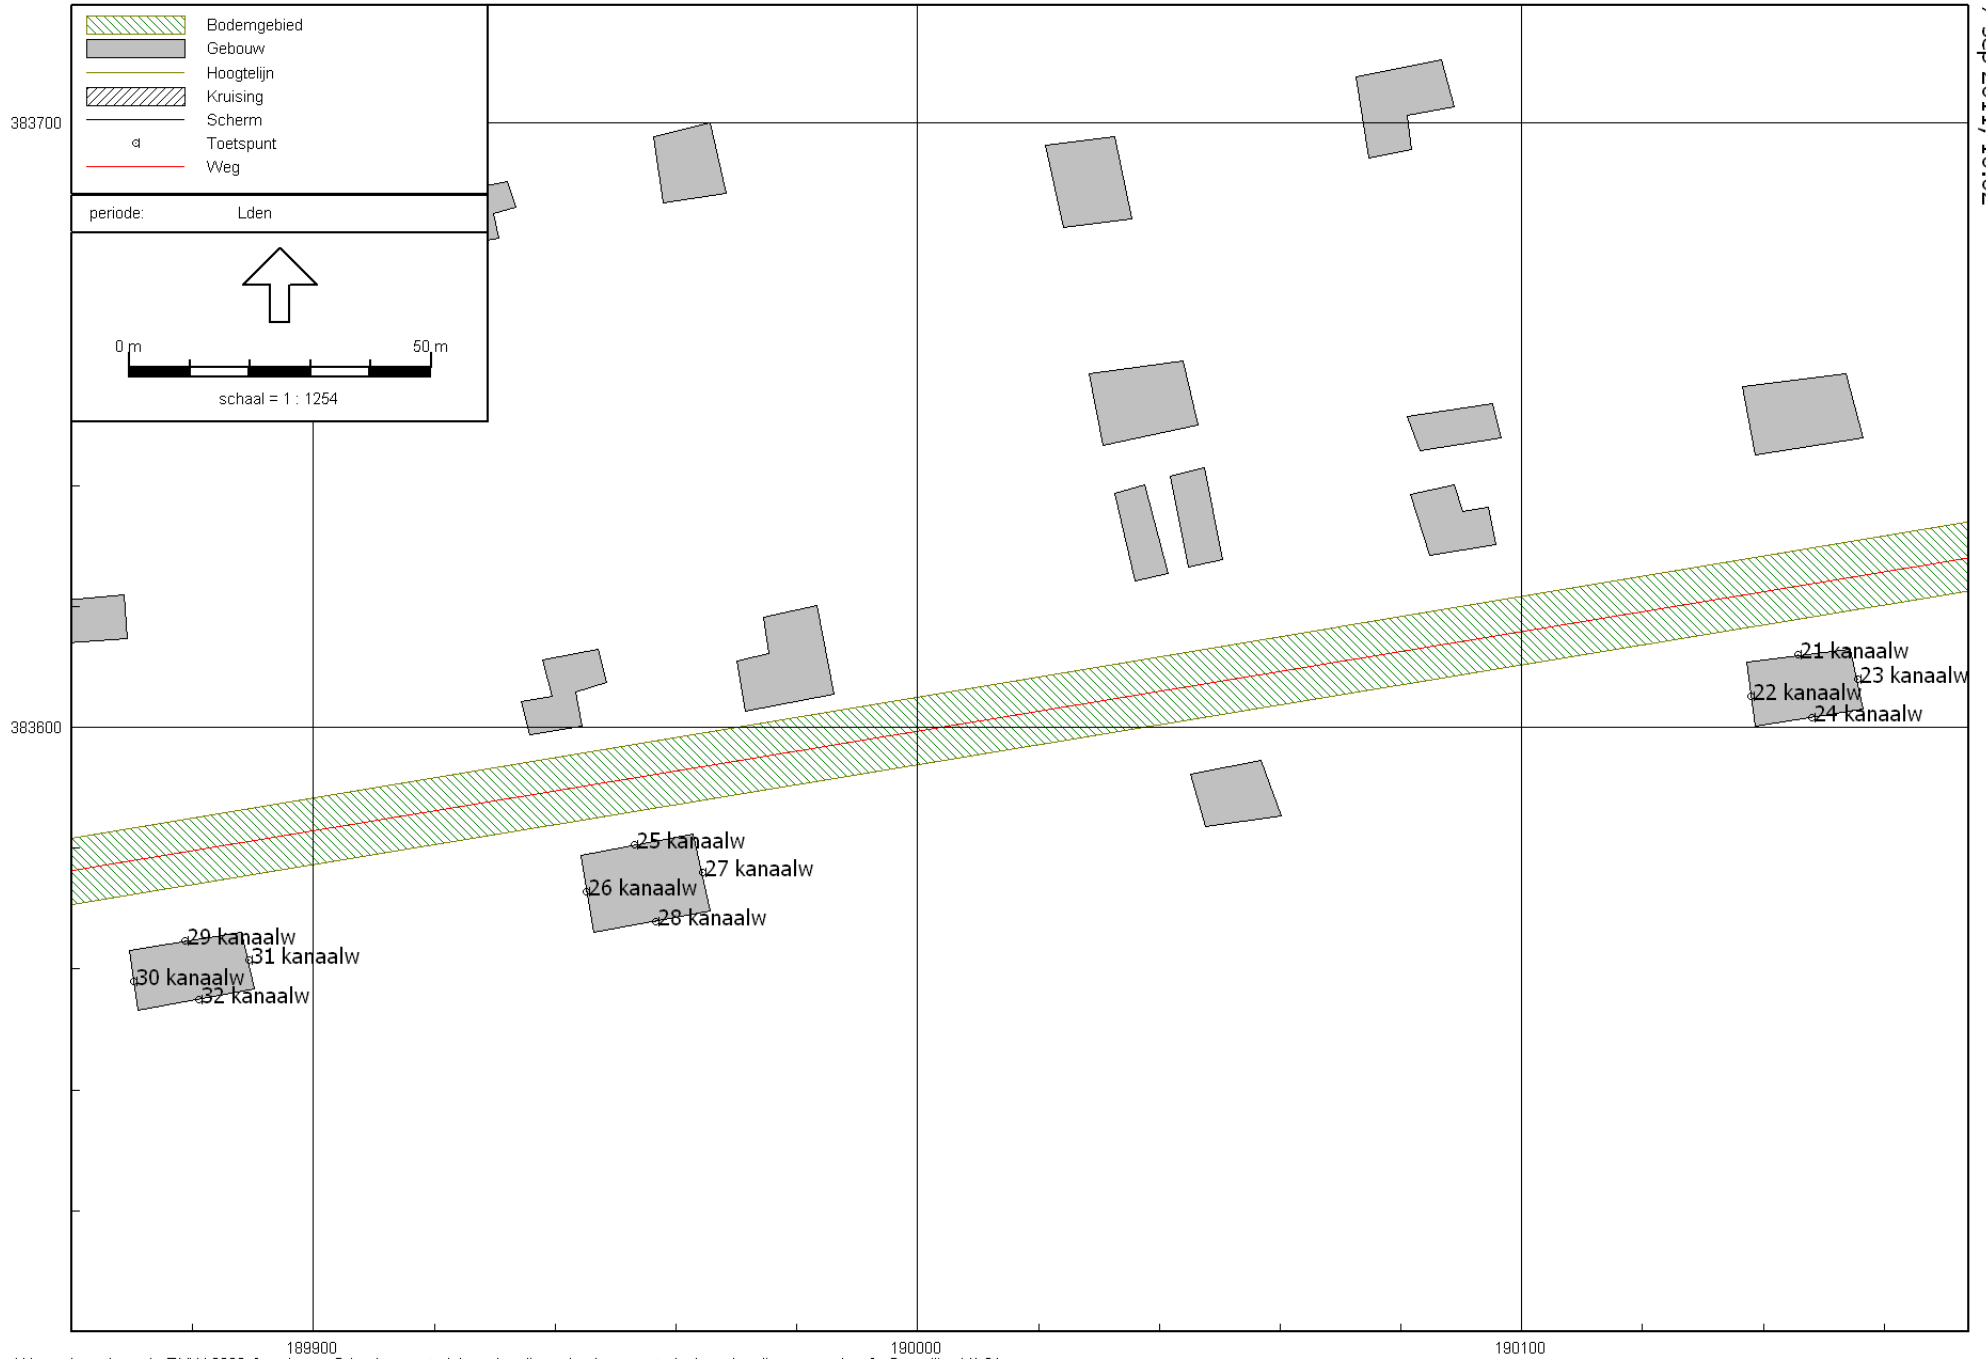 Bodemgebied
Gebouw
Hoogtelijn
Kruising
Scherm
Toetspunt
Weg
periode: Lden
0 m 50 m
schaal = 1 : 1254
383700
383600
21 kanaalw
23 kanaalw
22 kanaalw
24 kanaalw
25 kanaalw
27 kanaalw
26 kanaalw
28 kanaalw
29 kanaalw
31 kanaalw
30 kanaalw
32 kanaalw
189900 190000 190100